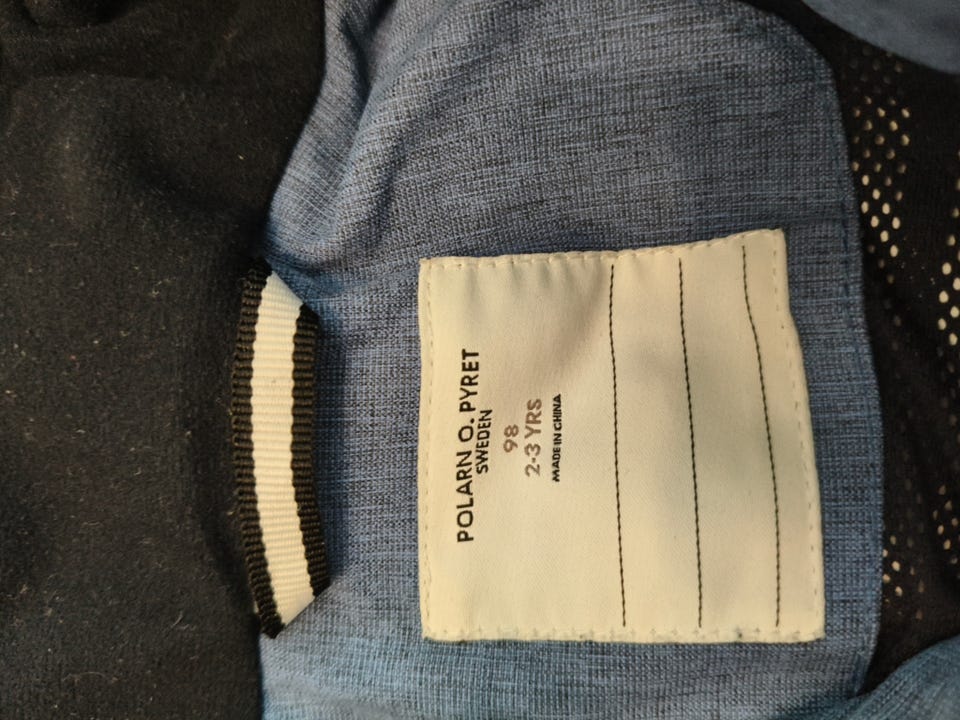 POLARN O. PYRET
SWEDEN
98
2-3 YRS
MADE IN CHINA